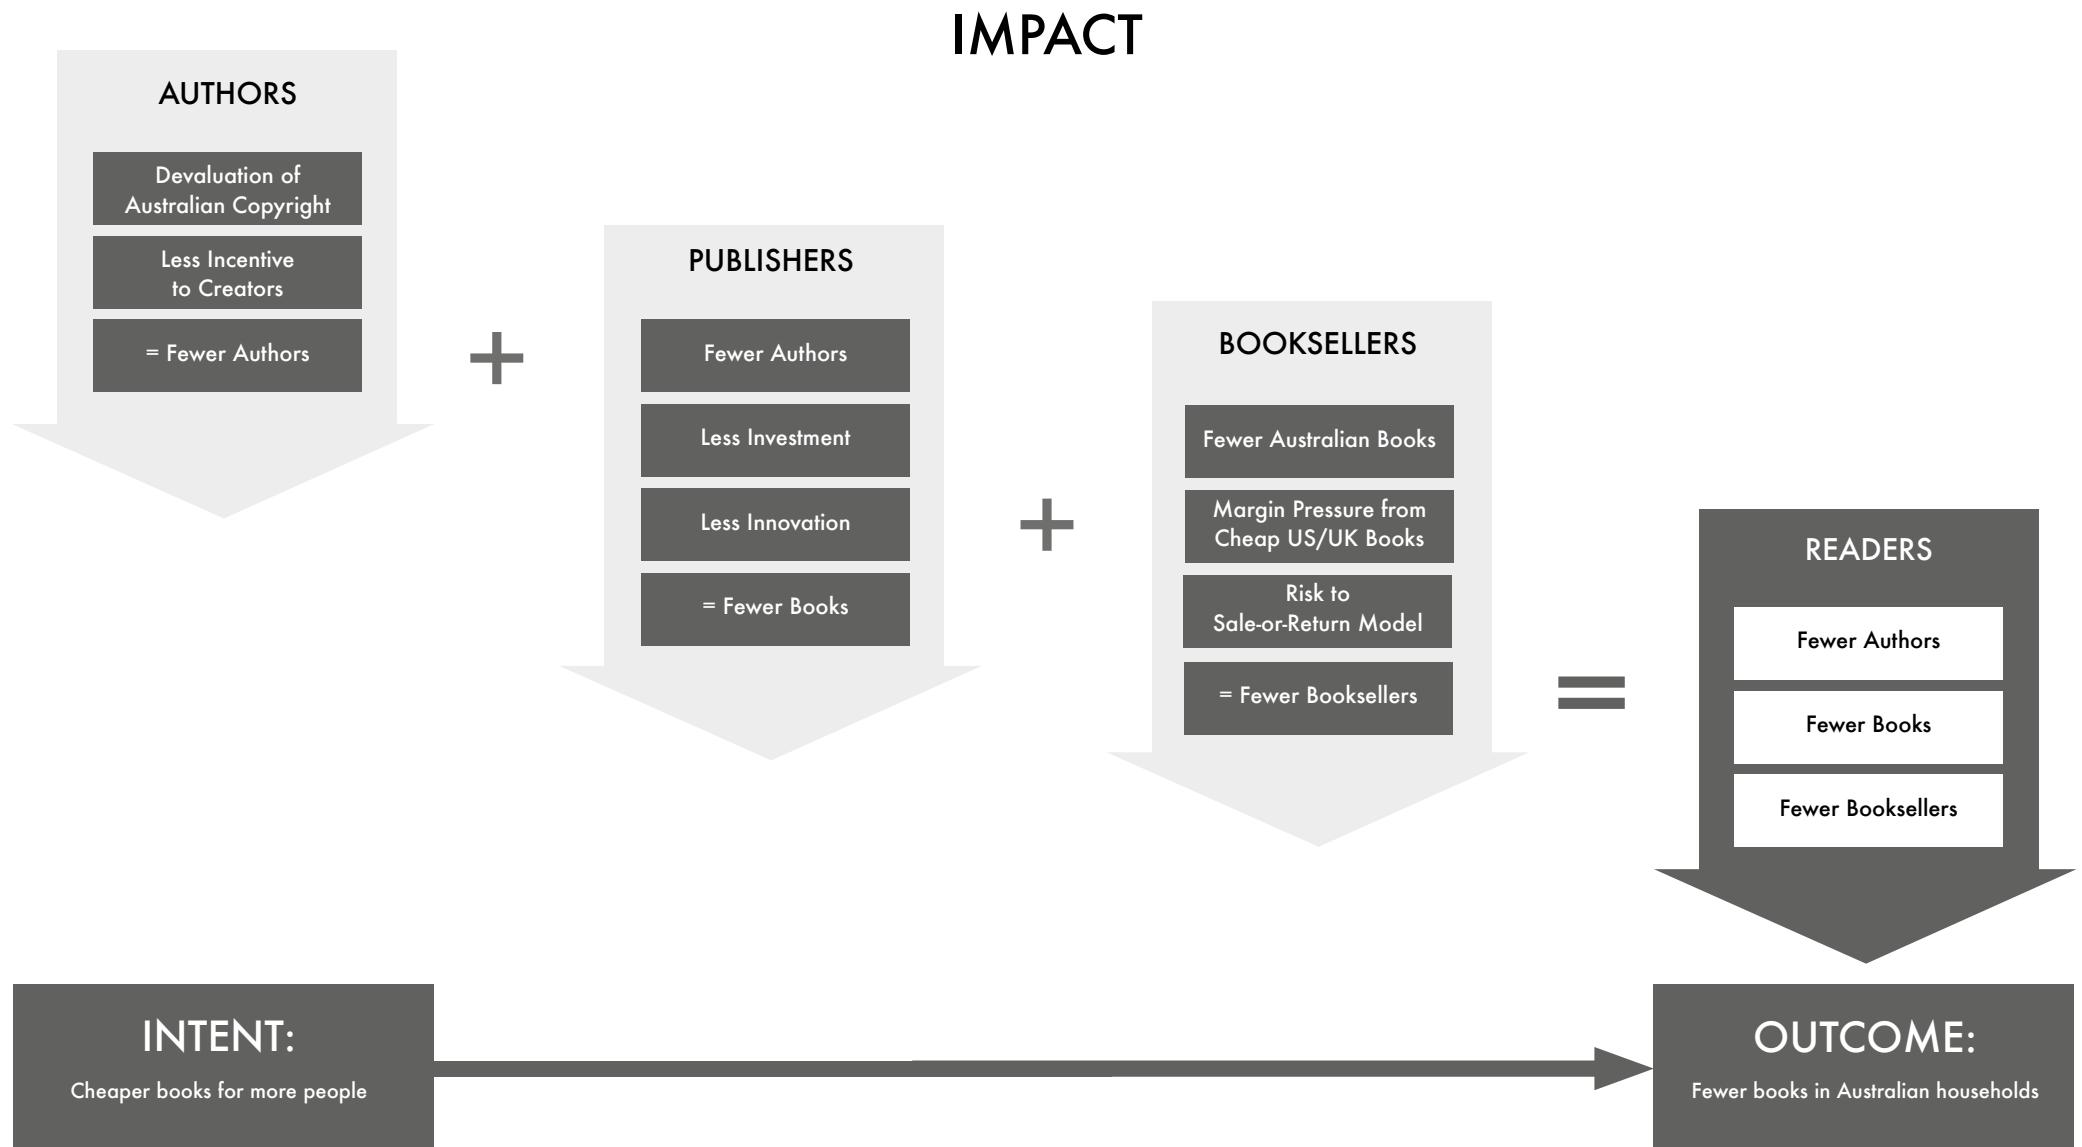 IMPACT
AUTHORS
Devaluation of
Australian Copyright
Less Incentive
to Creators
= Fewer Authors
+
PUBLISHERS
Fewer Authors
Less Investment
Less Innovation
= Fewer Books
+
BOOKSELLERS
Fewer Australian Books
Margin Pressure from
Cheap US/UK Books
Risk to
Sale-or-Return Model
= Fewer Booksellers
=
READERS
Fewer Authors
Fewer Books
Fewer Booksellers
INTENT:
Cheaper books for more people
OUTCOME:
Fewer books in Australian households